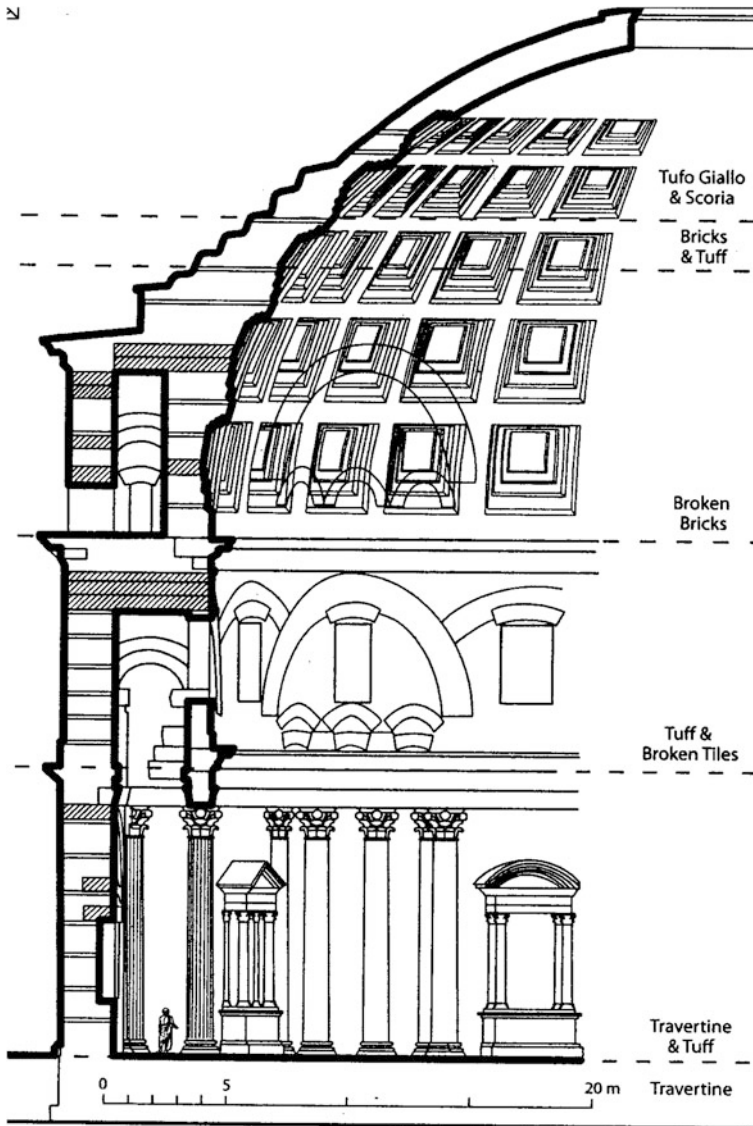 Tufo Giallo
& Scoria
Bricks
& Tuff
Broken
Bricks
Tuff &
Broken Tiles
Travertine
& Tuff
0 5 20 m
Travertine